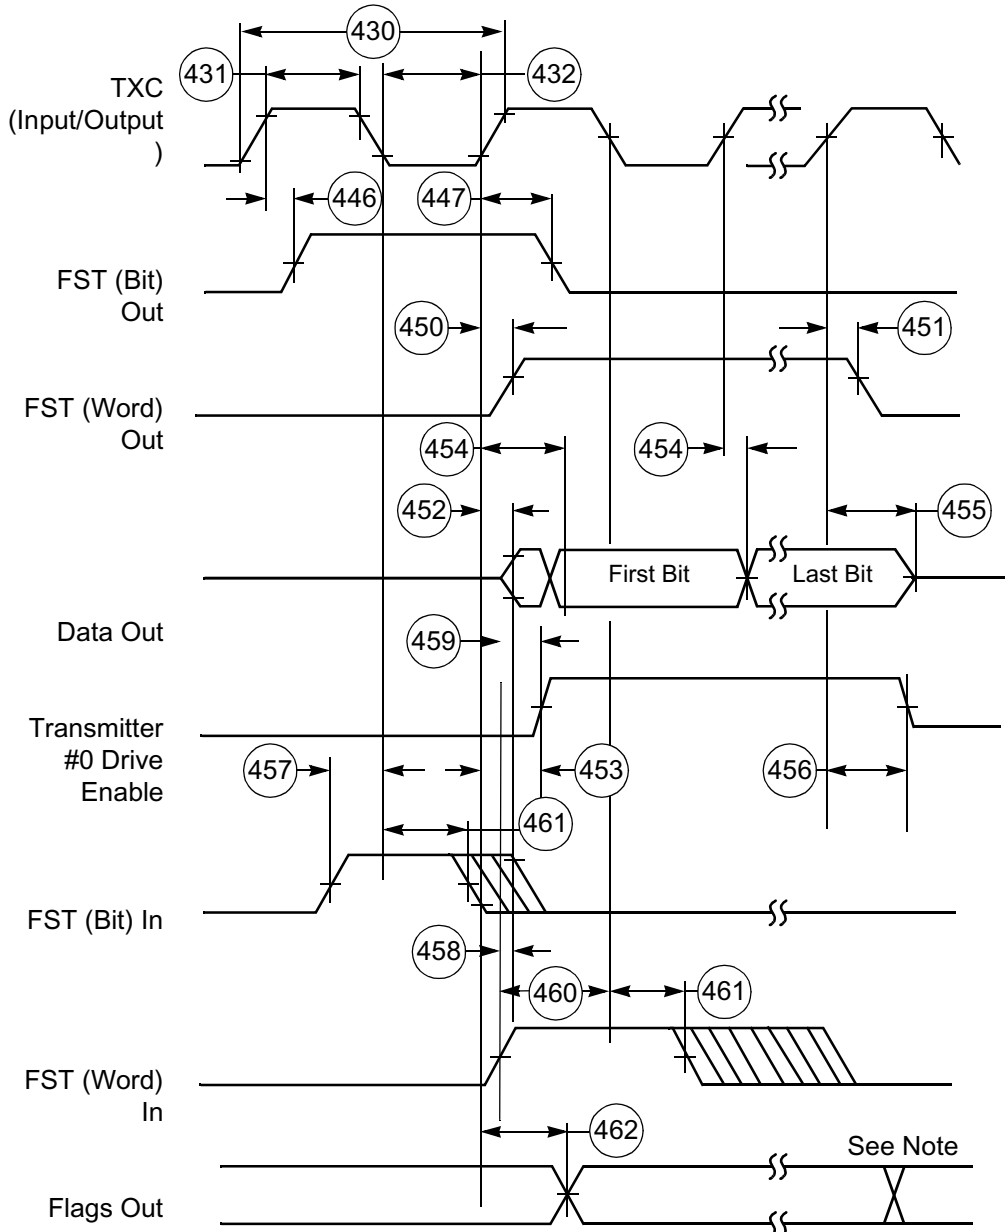 430
431
432
TXC
(Input/Output
)
446
447
FST (Bit)
Out
450
451
FST (Word)
Out
454
454
452
455
First Bit
Last Bit
Data Out
459
Transmitter
#0 Drive
Enable
457
453
456
461
FST (Bit) In
458
460
461
FST (Word)
In
462
See Note
Flags Out